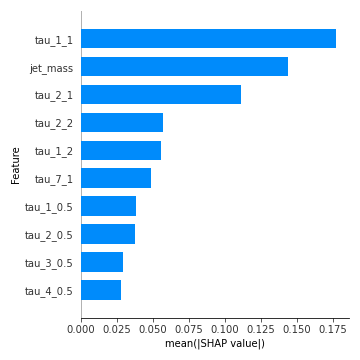 tau_1_1
jet_mass
tau_2_1
tau_2_2
tau_1_2
tau_7_1
tau_1_0.5
tau_2_0.5
tau_3_0.5
tau_4_0.5
Feature
0.000 0.025 0.050 0.075 0.100 0.125 0.150 0.175
mean(|SHAP value|)